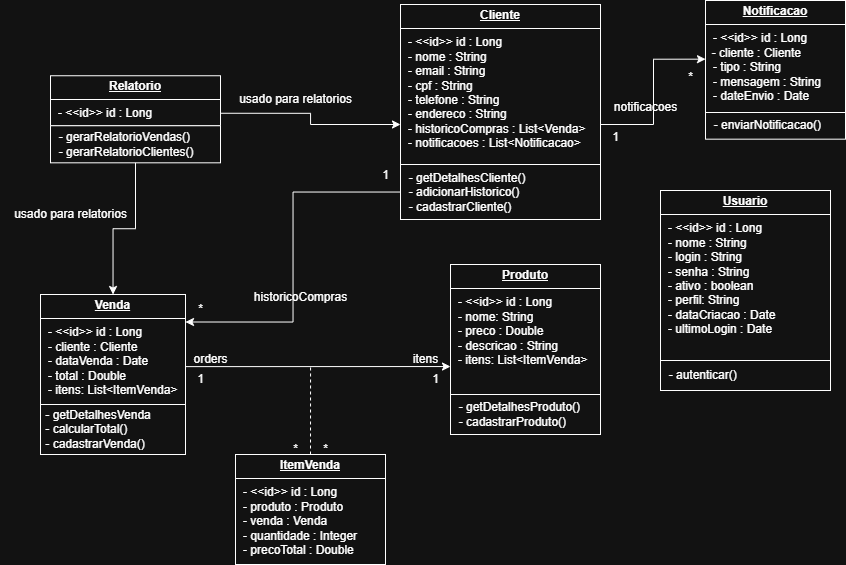 Cliente
- <<id>> id : Long
- nome : String
- email : String
- cpf : String
- telefone : String
- endereco : String
- historicoCompras : List<Venda>
- notificacoes : List<Notificacao>
- getDetalhesCliente()
- adicionarHistorico()
- cadastrarCliente()
Notificacao
- <<id>> id : Long
- cliente : Cliente
- tipo : String
- mensagem : String
- dateEnvio : Date
- enviarNotificacao()
Relatorio
- <<id>> id : Long
- gerarRelatorioVendas()
- gerarRelatorioClientes()
usado para relatorios
notificacoes
*
1
1
usado para relatorios
historicoCompras
*
Usuario
- <<id>> id : Long
- nome : String
- login : String
- senha : String
- ativo : boolean
- perfil: String
- dataCriacao : Date
- ultimoLogin : Date
- autenticar()
Venda
- <<id>> id : Long
- cliente : Cliente
- dataVenda : Date
- total : Double
- itens: List<ItemVenda>
- getDetalhesVenda
- calcularTotal()
- cadastrarVenda()
orders
1
itens
1
Produto
- <<id>> id : Long
- nome: String
- preco : Double
- descricao : String
- itens: List<ItemVenda>
- getDetalhesProduto()
- cadastrarProduto()
* *
ItemVenda
- <<id>> id : Long
- produto : Produto
- venda : Venda
- quantidade : Integer
- precoTotal : Double